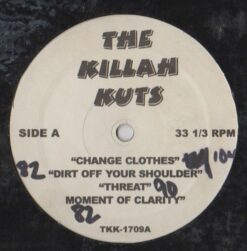 THE
KILLAH
KUTS
SIDE A 33 1/3 RPM
"CHANGE CLOTHES" 104
82 "DIRT OFF YOUR SHOULDER"
"THREAT" 90
MOMENT OF CLARITY"
82
TKK-1709A